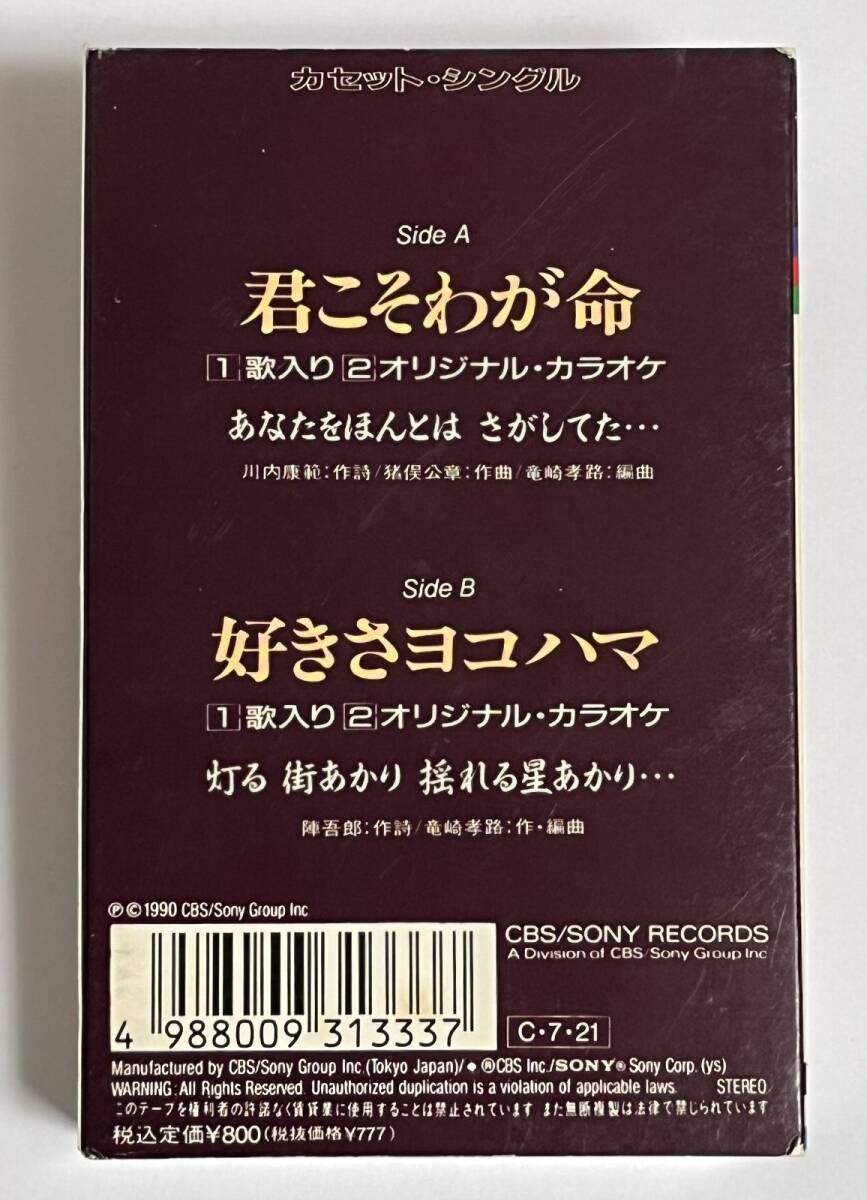 カセット・シングル
Side A
君こそわが命
1 歌入り 2 オリジナル・カラオケ
あなたをほんとは さがしてた・・・
川内康範:作詩/猪俣公章:作曲/竜崎孝路:編曲
Side B
好きさヨコハマ
1 歌入り 2 オリジナル・カラオケ
灯る 街あかり 揺れる星あかり・・・
陣吾郎:作詩/竜崎孝路:作・編曲
℗©1990 CBS/Sony Group Inc
CBS/SONY RECORDS
A Division of CBS/Sony Group Inc
4 988009 313337
C・7・21
Manufactured by CBS/Sony Group Inc.(Tokyo Japan)/●®CBS Inc./SONY® Sony Corp. (ys)
WARNING: All Rights Reserved. Unauthorized duplication is a violation of applicable laws. STEREO
このテープを権利者の許諾なく賃貸業に使用することは禁止されています また無断複製は法律で禁じられています
税込定価¥800(税抜価格¥777)